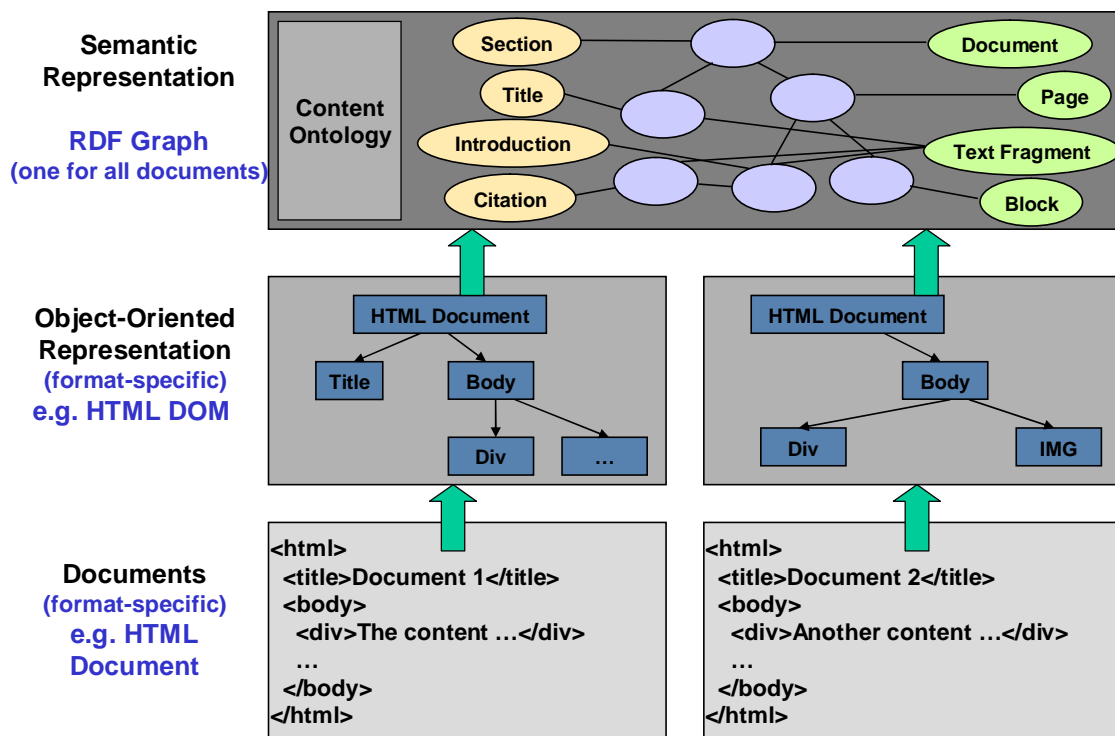 Semantic
Representation
RDF Graph
(one for all documents)
Content
Ontology
Section
Title
Introduction
Citation
Document
Page
Text Fragment
Block
Object-Oriented
Representation
(format-specific)
e.g. HTML DOM
HTML Document
Title
Body
Div
...
HTML Document
Body
Div
IMG
Documents
(format-specific)
e.g. HTML
Document
<html>
<title>Document 1</title>
<body>
<div>The content ...</div>
...
</body>
</html>
<html>
<title>Document 2</title>
<body>
<div>Another content ...</div>
...
</body>
</html>